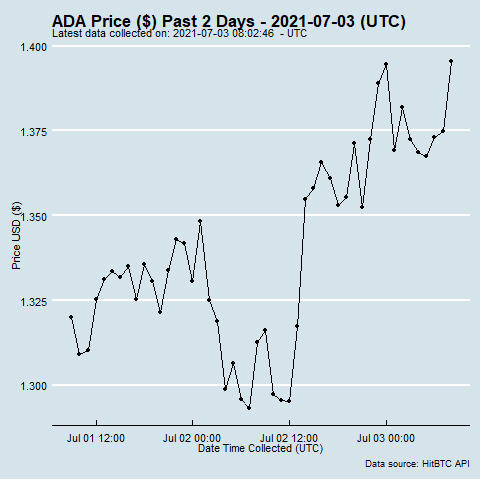 ADA Price ($) Past 2 Days - 2021-07-03 (UTC)
Latest data collected on: 2021-07-03 08:02:46 - UTC
1.400
1.375
1.350
1.325
1.300
Price USD ($)
Jul 01 12:00 Jul 02 00:00 Jul 02 12:00 Jul 03 00:00
Date Time Collected (UTC)
Data source: HitBTC API